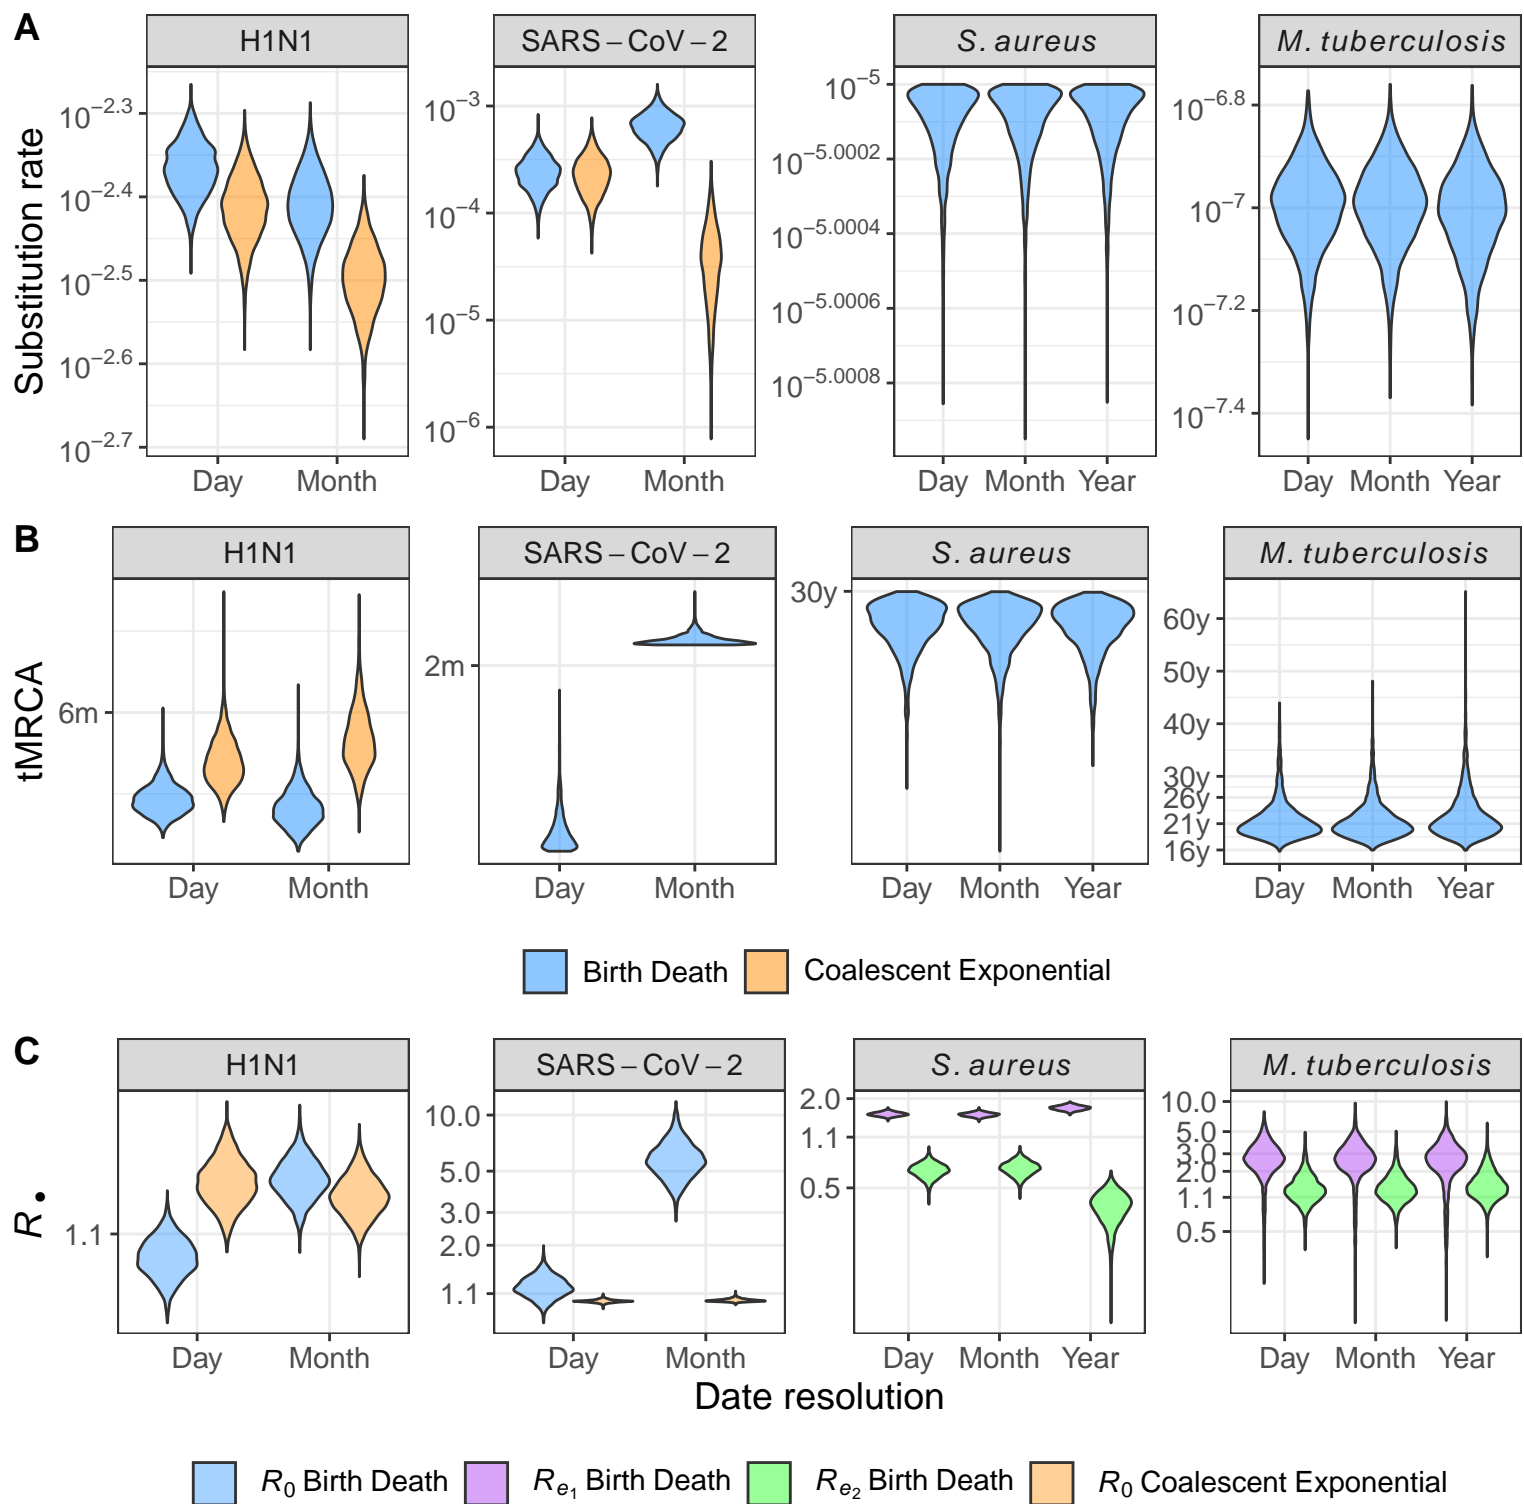 A
H1N1
SARS – CoV – 2
S. aureus
M. tuberculosis
Substitution rate
10−2.3
10−2.4
10−2.5
10−2.6
10−2.7
Day Month
10−3
10−4
10−5
10−6
Day Month
10−5
10−5.0002
10−5.0004
10−5.0006
10−5.0008
Day Month Year
10−6.8
10−7
10−7.2
10−7.4
Day Month Year
B
H1N1
SARS – CoV – 2
S. aureus
M. tuberculosis
tMRCA
6m
Day Month
2m
Day Month
30y
Day Month Year
60y
50y
40y
30y
26y
21y
16y
Day Month Year
Birth Death Coalescent Exponential
C
H1N1
SARS – CoV – 2
S. aureus
M. tuberculosis
R•
1.1
Day Month
10.0
5.0
3.0
2.0
1.1
Day Month
2.0
1.1
0.5
Day Month Year
10.0
5.0
3.0
2.0
1.1
0.5
Day Month Year
Date resolution
R0 Birth Death Re1 Birth Death Re2 Birth Death R0 Coalescent Exponential